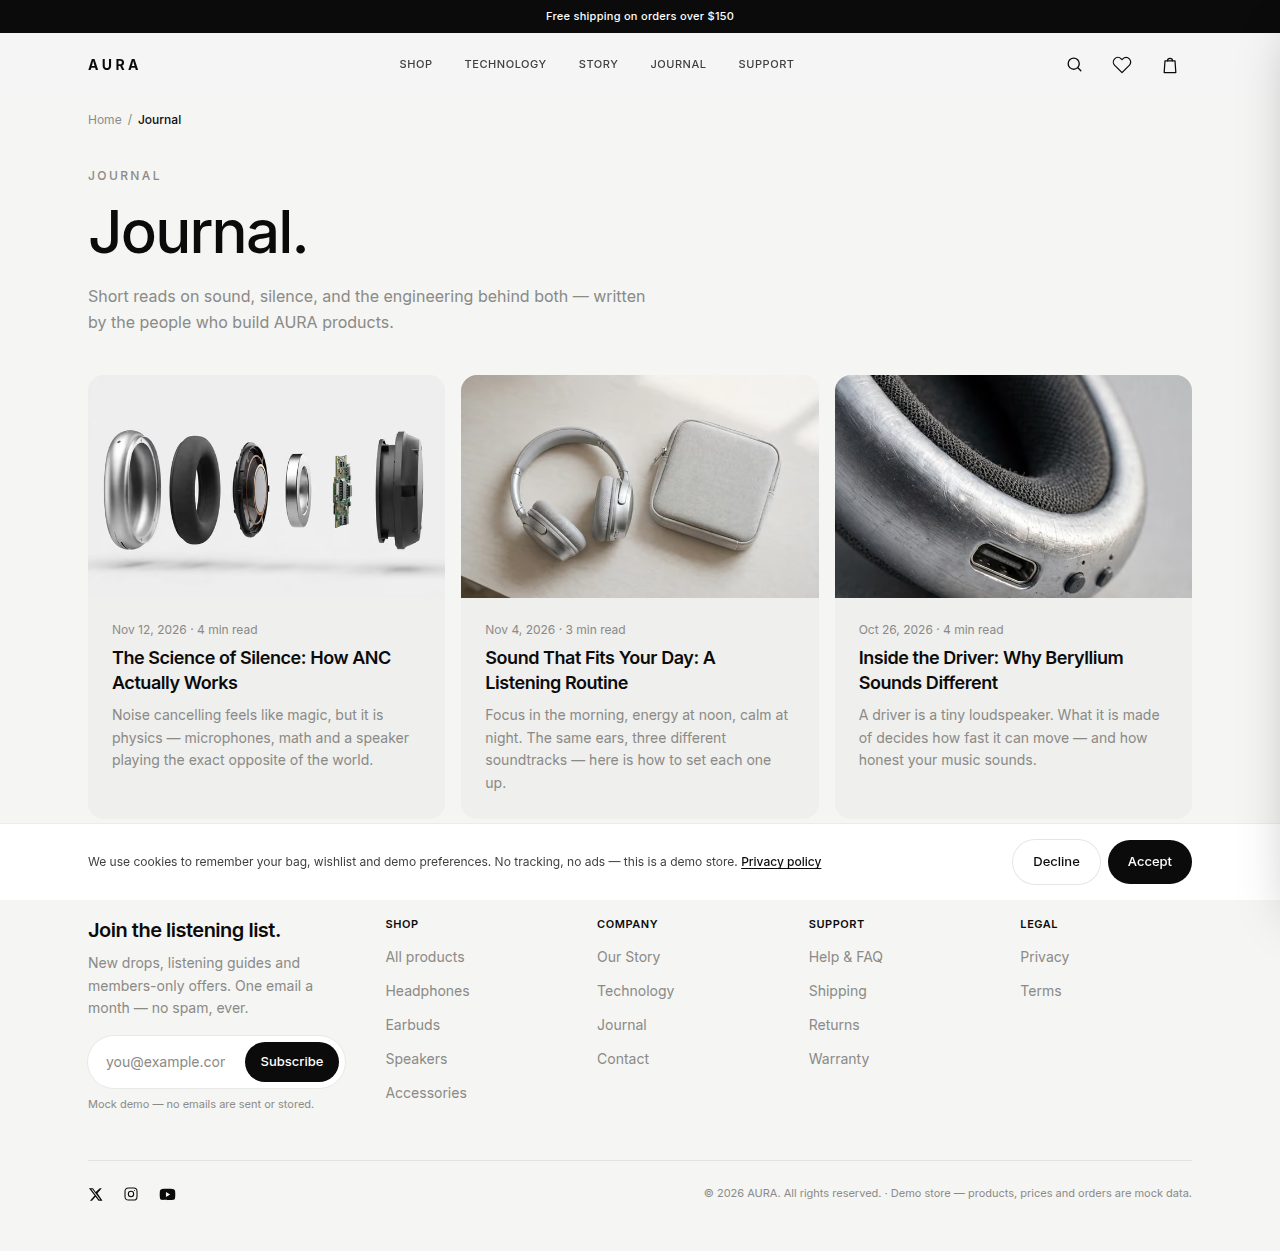 Free shipping on orders over $150
AURA
SHOP
TECHNOLOGY
STORY
JOURNAL
SUPPORT
Home / Journal
JOURNAL
Journal.
Short reads on sound, silence, and the engineering behind both — written
by the people who build AURA products.
Nov 12, 2026 · 4 min read
The Science of Silence: How ANC
Actually Works
Noise cancelling feels like magic, but it is
physics — microphones, math and a speaker
playing the exact opposite of the world.
Nov 4, 2026 · 3 min read
Sound That Fits Your Day: A
Listening Routine
Focus in the morning, energy at noon, calm at
night. The same ears, three different
soundtracks — here is how to set each one
up.
Oct 26, 2026 · 4 min read
Inside the Driver: Why Beryllium
Sounds Different
A driver is a tiny loudspeaker. What it is made
of decides how fast it can move — and how
honest your music sounds.
We use cookies to remember your bag, wishlist and demo preferences. No tracking, no ads — this is a demo store. Privacy policy
Decline
Accept
Join the listening list.
New drops, listening guides and
members-only offers. One email a
month — no spam, ever.
you@example.cor
Subscribe
Mock demo — no emails are sent or stored.
SHOP
All products
Headphones
Earbuds
Speakers
Accessories
COMPANY
Our Story
Technology
Journal
Contact
SUPPORT
Help & FAQ
Shipping
Returns
Warranty
LEGAL
Privacy
Terms
© 2026 AURA. All rights reserved. · Demo store — products, prices and orders are mock data.